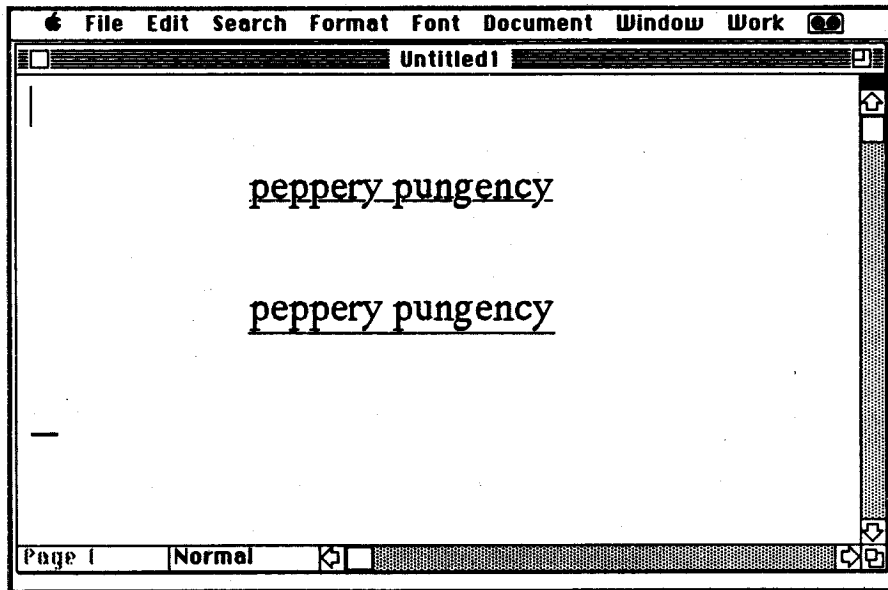 File Edit Search Format Font Document Window Work
Untitled1
peppery pungency
peppery pungency
Page 1 Normal